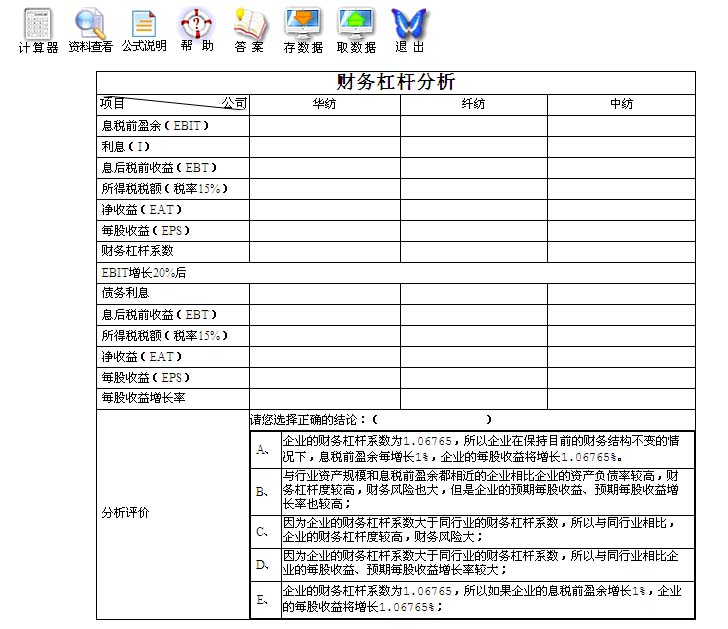 计算器 资料查看 公式说明 帮 助 答 案 存数据 取数据 退 出
财务杠杆分析
项目 公司 华纺 纤纺 中纺
息税前盈余（EBIT）
利息（I）
息后税前收益（EBT）
所得税税额（税率15%）
净收益（EAT）
每股收益（EPS）
财务杠杆系数
EBIT增长20%后
债务利息
息后税前收益（EBT）
所得税税额（税率15%）
净收益（EAT）
每股收益（EPS）
每股收益增长率
分析评价
请您选择正确的结论：（ ）
A、 企业的财务杠杆系数为1.06765，所以企业在保持目前的财务结构不变的情
况下，息税前盈余每增长1%，企业的每股收益将增长1.06765%。
B、 与行业资产规模和息税前盈余都相近的企业相比企业的资产负债率较高，财
务杠杆度较高，财务风险也大，但是企业的预期每股收益、预期每股收益增
长率也较高；
C、 因为企业的财务杠杆系数大于同行业的财务杠杆系数，所以与同行业相比，
企业的财务杠杆度较高，财务风险大；
D、 因为企业的财务杠杆系数大于同行业的财务杠杆系数，所以与同行业相比企
业的每股收益、预期每股收益增长率较大；
E、 企业的财务杠杆系数为1.06765，所以如果企业的息税前盈余增长1%，企业
的每股收益将增长1.06765%；